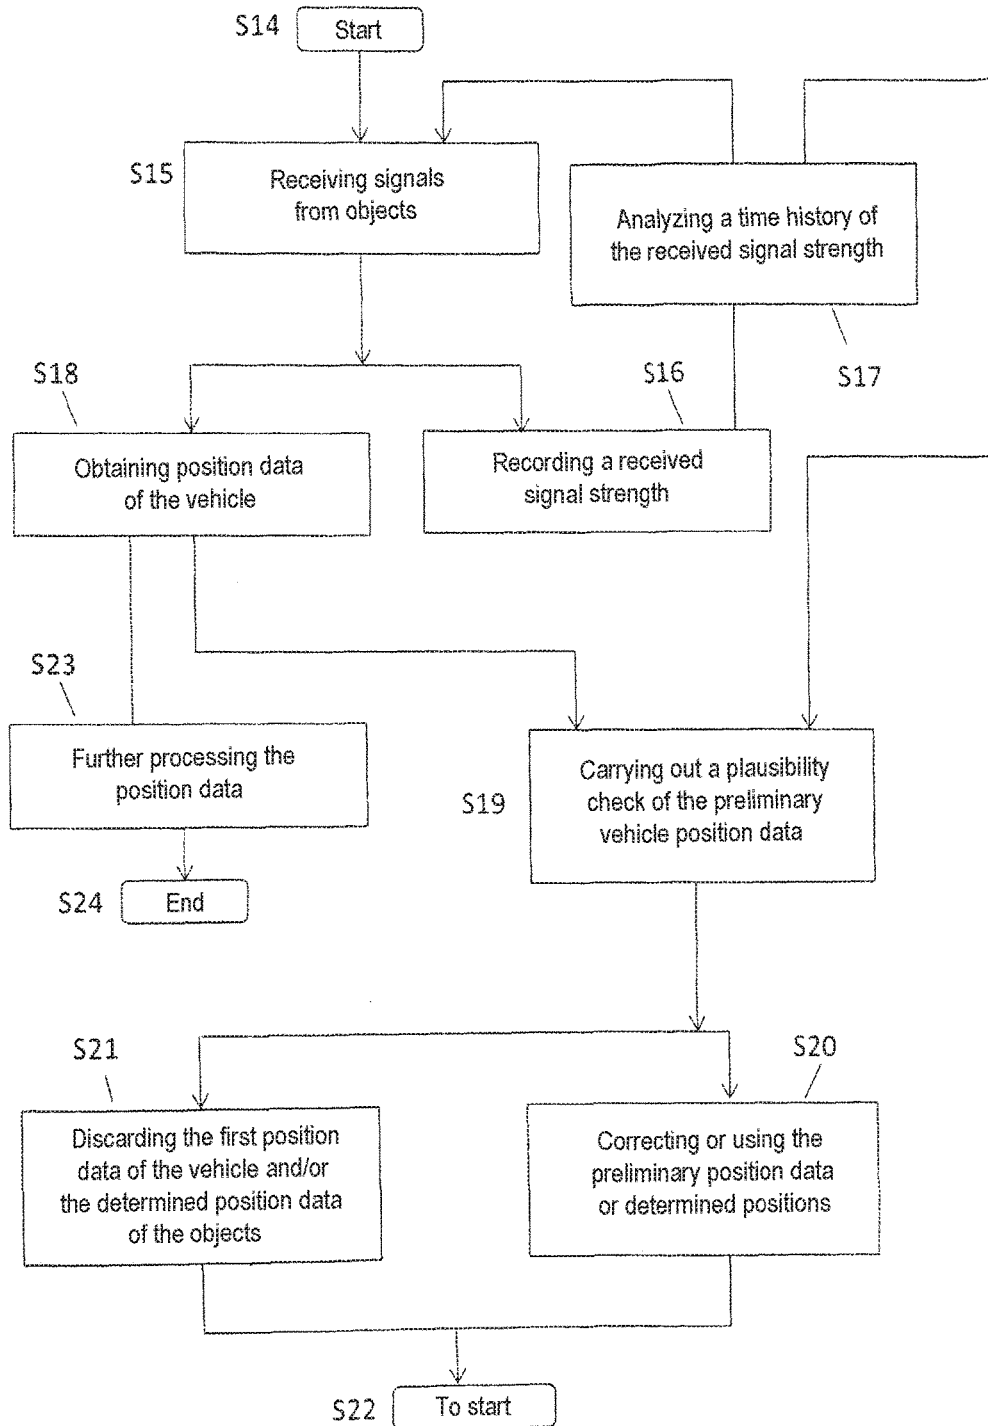 S14
Start
S15
Receiving signals
from objects
Analyzing a time history of
the received signal strength
S17
S18
S16
Obtaining position data
of the vehicle
Recording a received
signal strength
S23
Further processing the
position data
S19
Carrying out a plausibility
check of the preliminary
vehicle position data
S24
End
S21
S20
Discarding the first position
data of the vehicle and/or
the determined position data
of the objects
Correcting or using the
preliminary position data
or determined positions
S22
To start